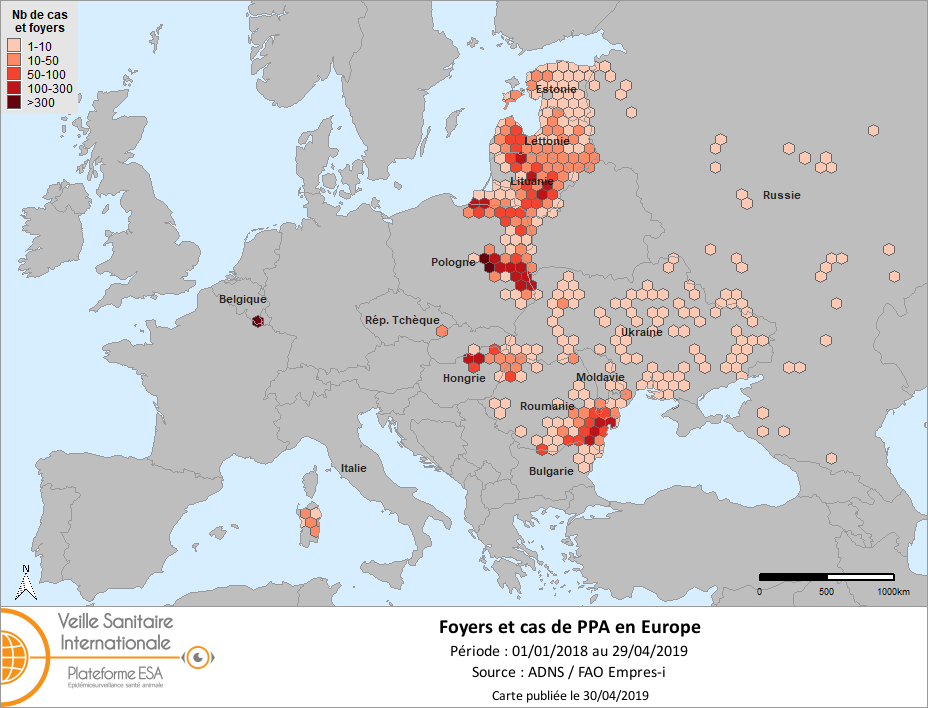 Nb de cas
et foyers
1-10
10-50
50-100
100-300
>300
Estonie
Lettonie
Lituanie
Russie
Pologne
Belgique
Rép. Tchèque
Ukraine
Hongrie
Moldavie
Roumanie
Italie
Bulgarie
N
0 500 1000km
Veille Sanitaire
Internationale
Plateforme ESA
Epidémiosurveillance santé animale
Foyers et cas de PPA en Europe
Période : 01/01/2018 au 29/04/2019
Source : ADNS / FAO Empres-i
Carte publiée le 30/04/2019